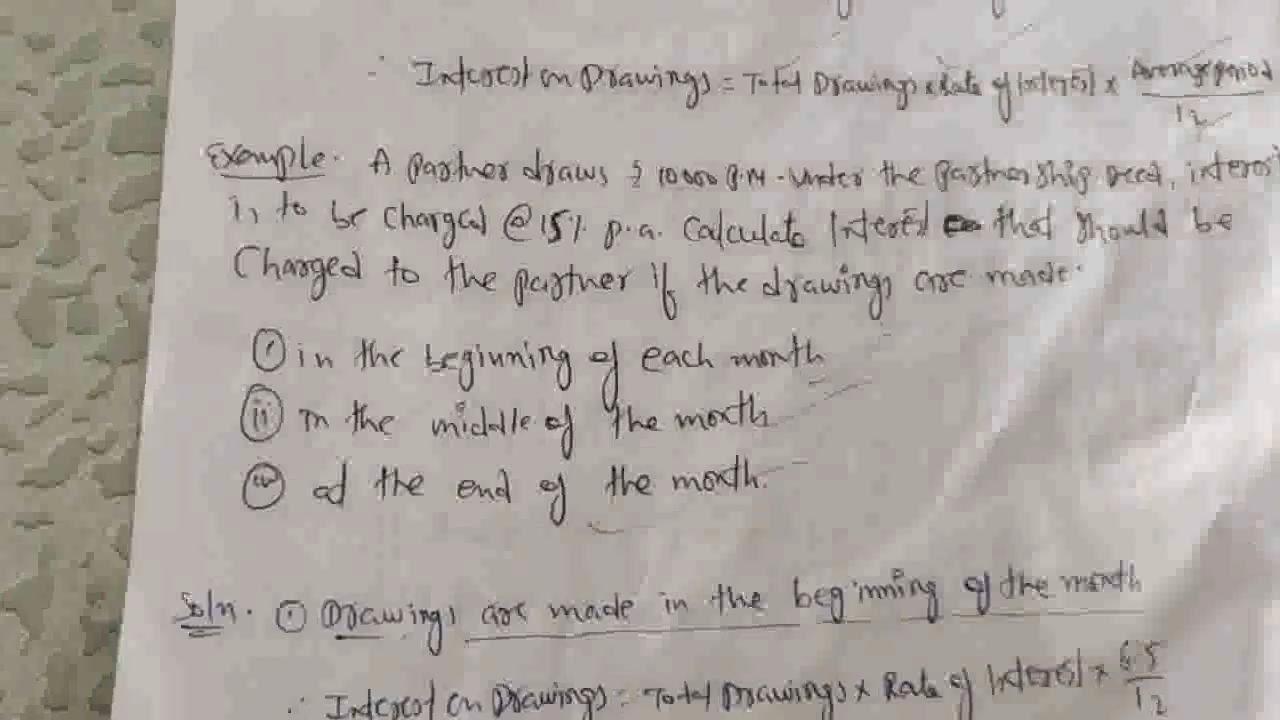 ∴ Interest on Drawings = Total Drawings × Rate of Interest × Average period / 12
Example. A partner draws ₹ 10000 P.M. Under the partnership deed, interest
is to be charged @ 15% p.a. Calculate Interest that should be
Charged to the partner if the drawings are made.
(i) in the beginning of each month
(ii) in the middle of the month
(iii) at the end of the month.
Soln. (i) Drawings are made in the beginning of the month
∴ Interest on Drawings = Total Drawings × Rate of Interest × 6.5 / 12